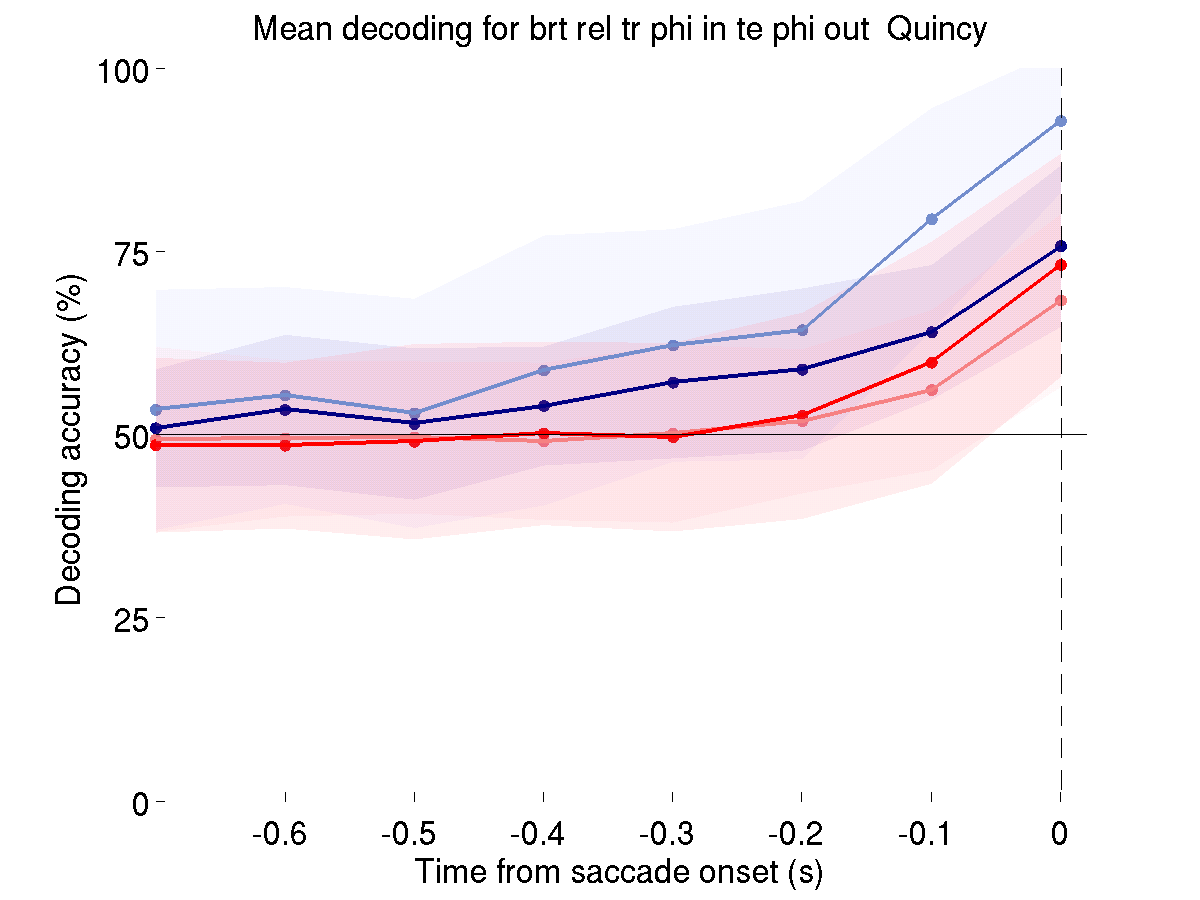 Mean decoding for brt rel tr phi in te phi out  Quincy
100
75
50
25
0
Decoding accuracy (%)
-0.6 -0.5 -0.4 -0.3 -0.2 -0.1 0
Time from saccade onset (s)